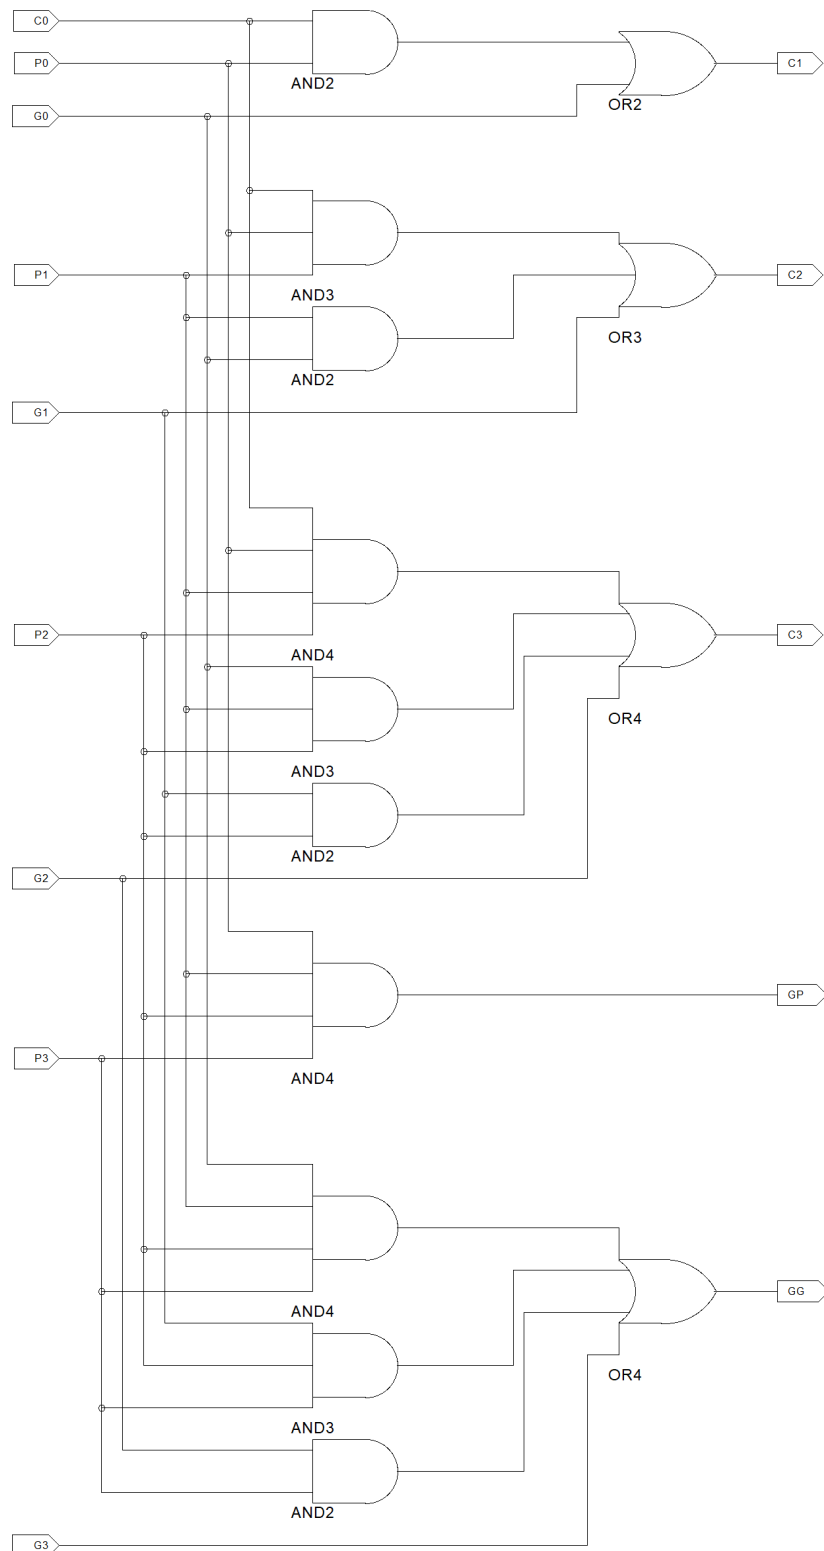 C0
P0
AND2
C1
OR2
G0
P1
AND3
C2
OR3
AND2
G1
P2
AND4
C3
OR4
AND3
AND2
G2
GP
P3
AND4
GG
AND4
OR4
AND3
AND2
G3